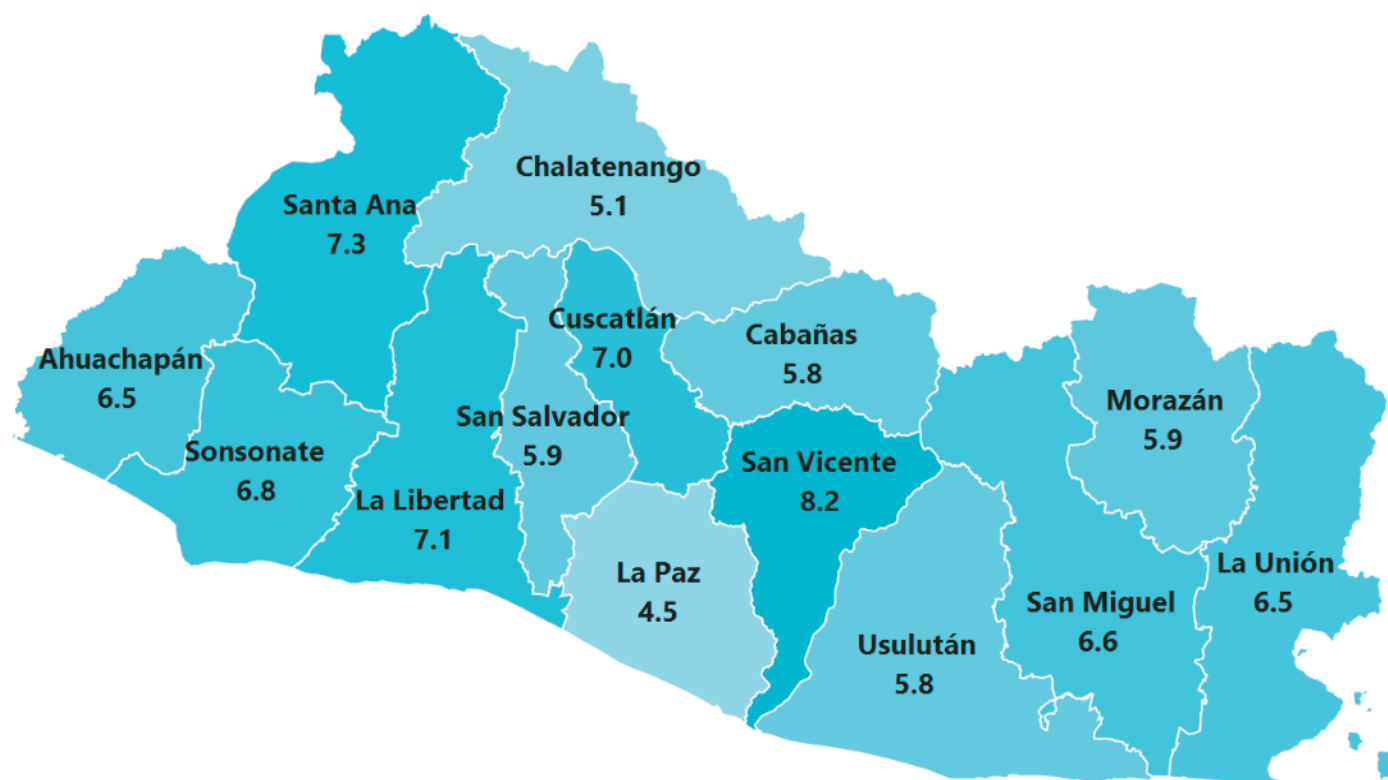 Chalatenango
5.1
Santa Ana
7.3
Cuscatlán
7.0
Cabañas
5.8
Ahuachapán
6.5
Morazán
5.9
San Salvador
5.9
Sonsonate
6.8
San Vicente
8.2
La Libertad
7.1
La Unión
6.5
La Paz
4.5
San Miguel
6.6
Usulután
5.8